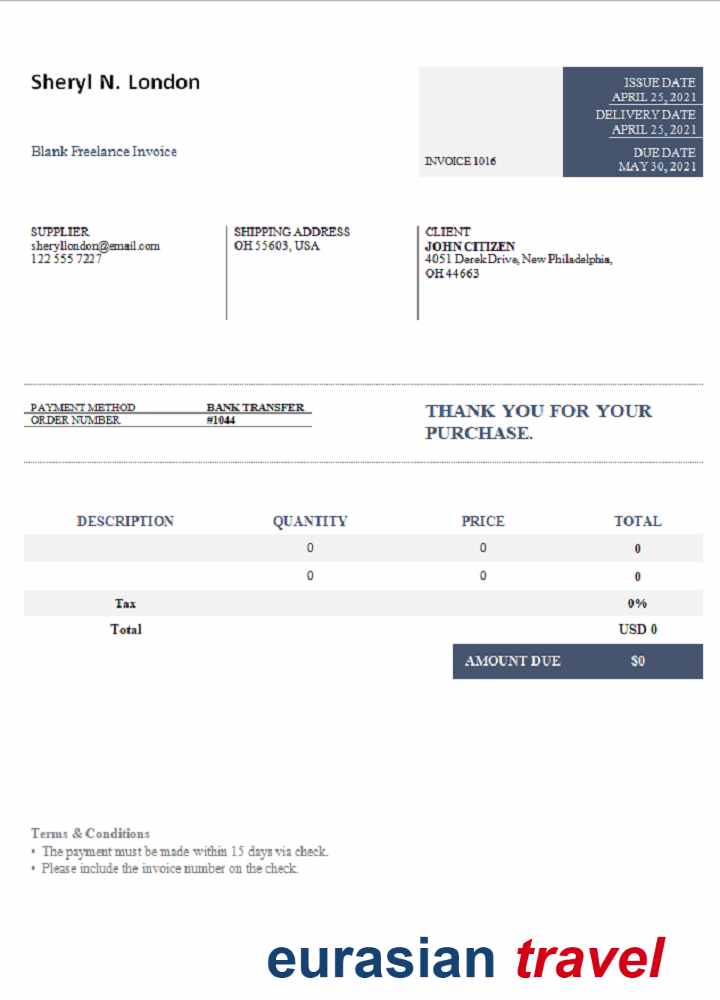 Sheryl N. London
Blank Freelance Invoice
INVOICE 1016
ISSUE DATE
APRIL 25, 2021
DELIVERY DATE
APRIL 25, 2021
DUE DATE
MAY 30, 2021
SUPPLIER
sheryllondon@email.com
122 555 7227
SHIPPING ADDRESS
OH 55603, USA
CLIENT
JOHN CITIZEN
4051 Derek Drive, New Philadelphia,
OH 44663
PAYMENT METHOD BANK TRANSFER
ORDER NUMBER #1044
THANK YOU FOR YOUR
PURCHASE.
DESCRIPTION QUANTITY PRICE TOTAL
0 0 0
0 0 0
Tax 0%
Total USD 0
AMOUNT DUE $0
Terms & Conditions
• The payment must be made within 15 days via check.
• Please include the invoice number on the check.
eurasian travel